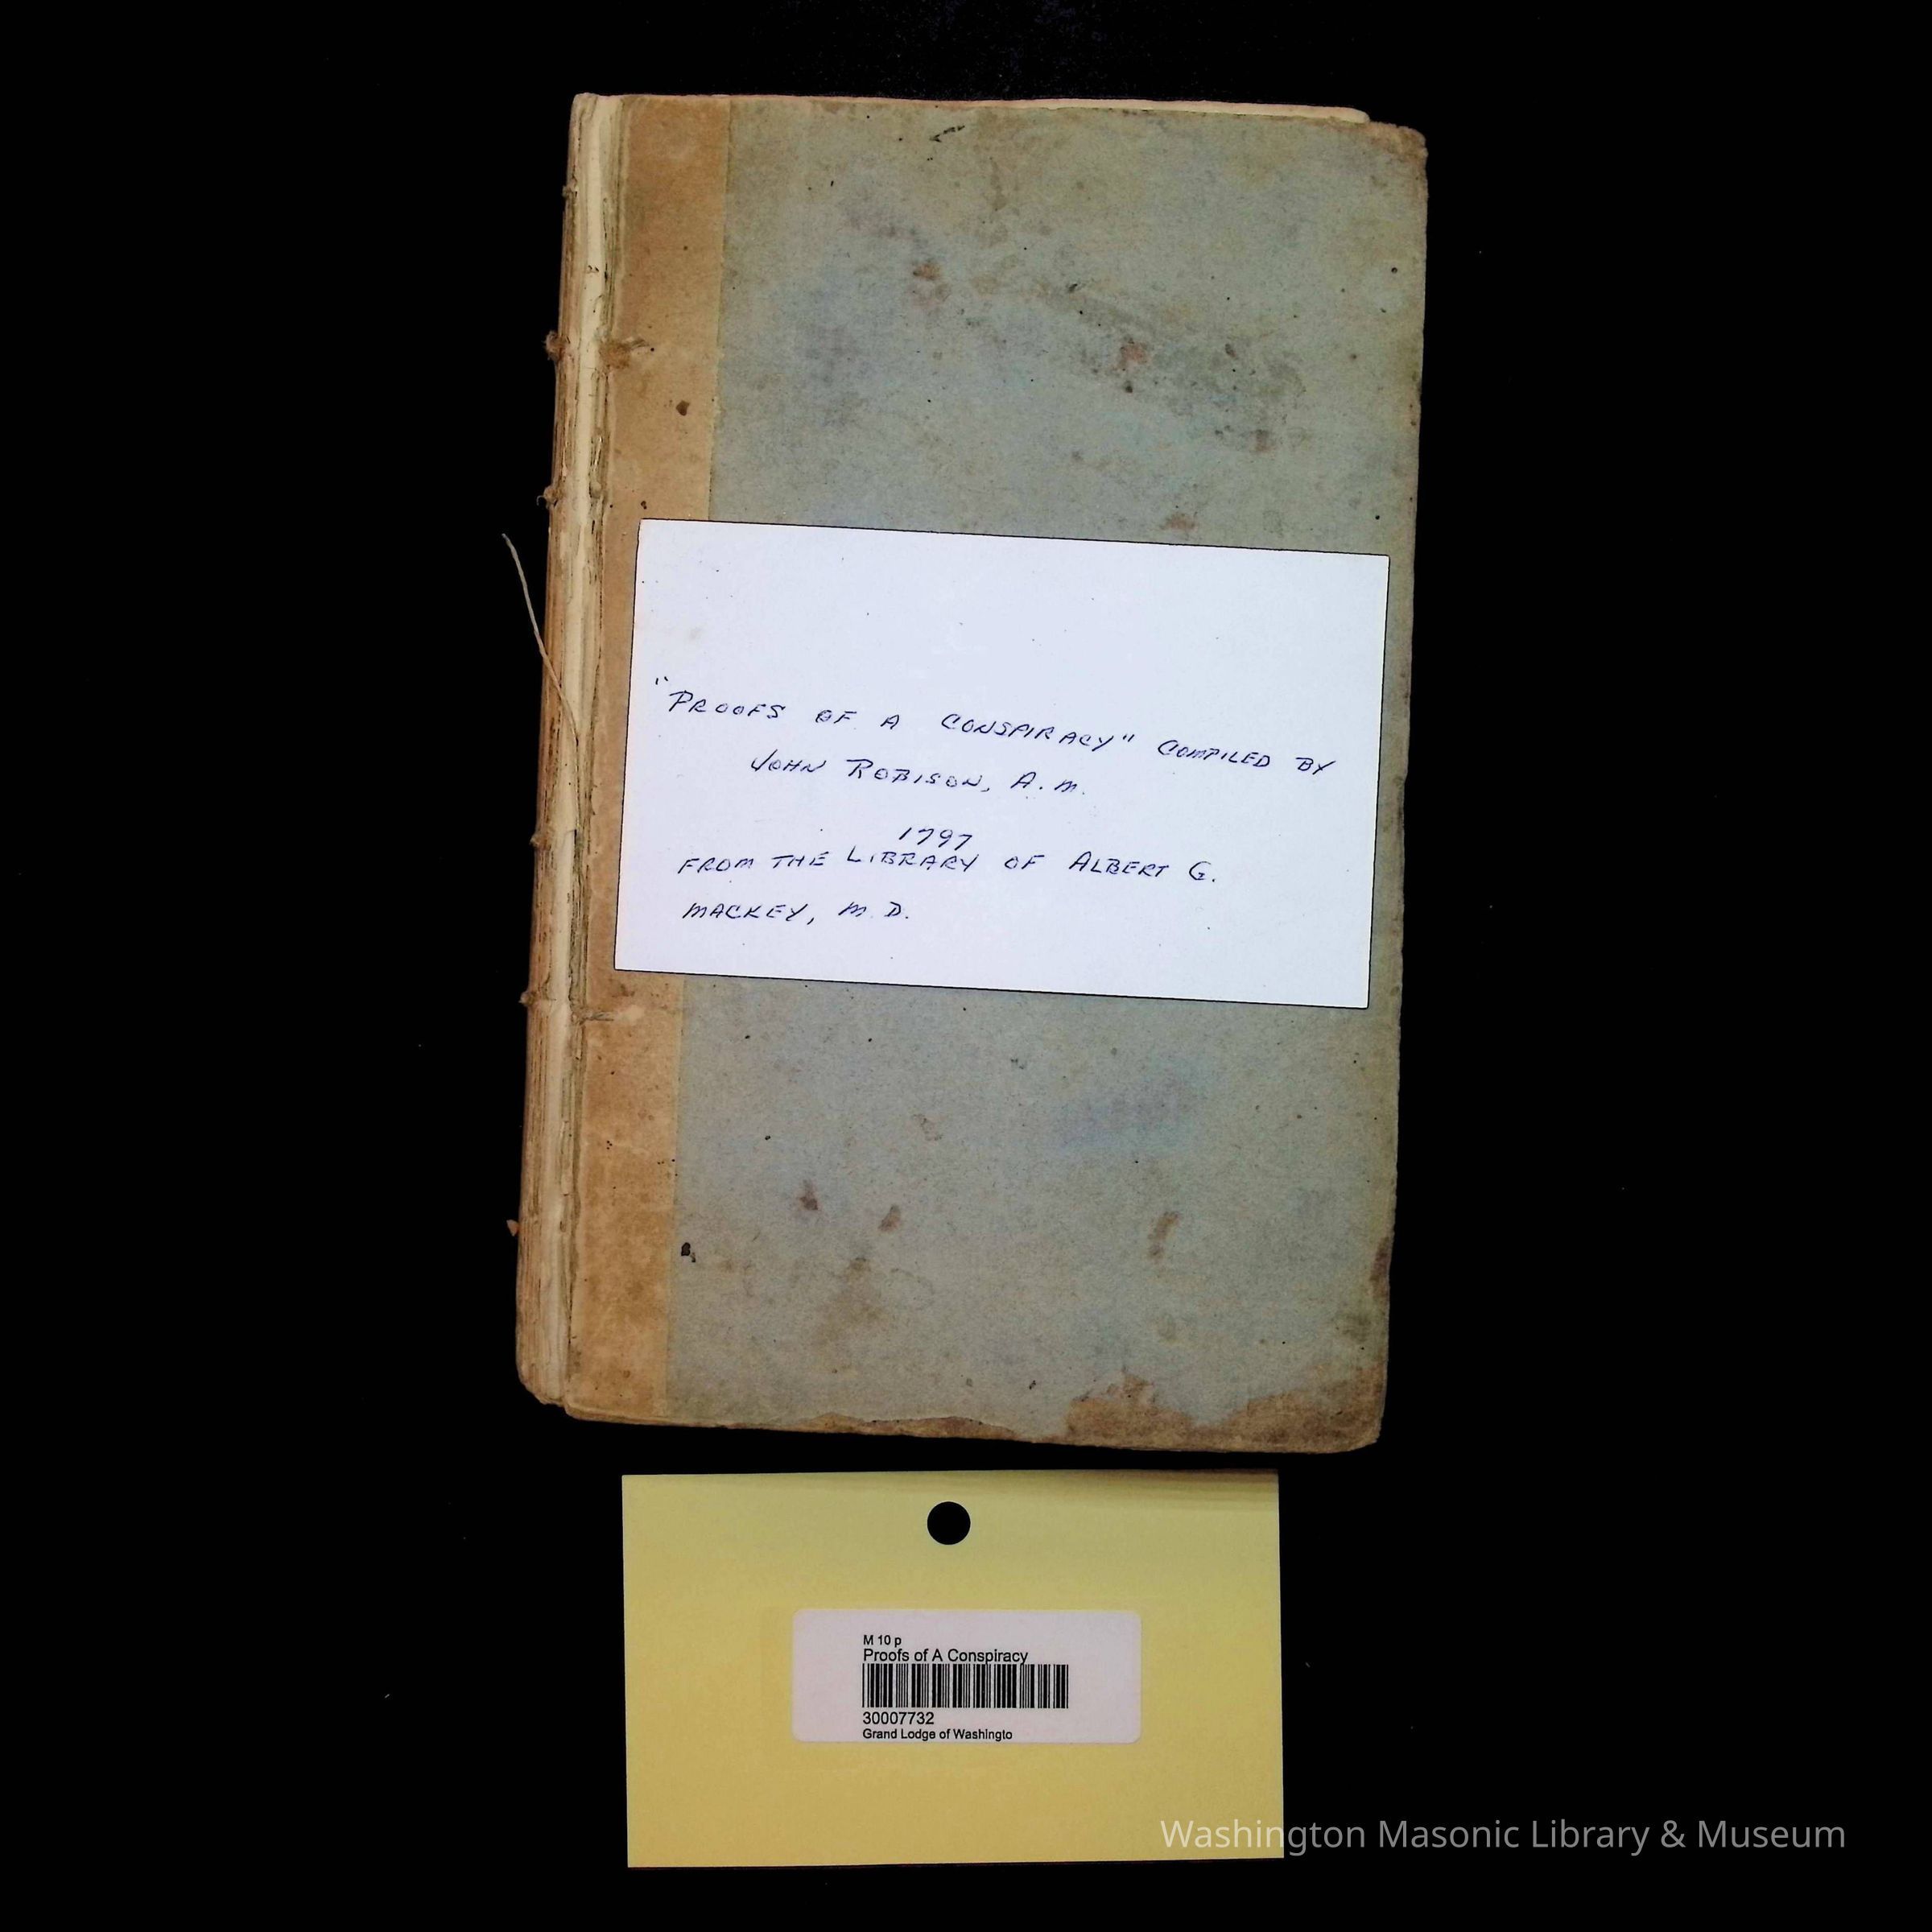 "PROOFS OF A CONSPIRACY" COMPILED BY
JOHN ROBISON, A.M.
1797
FROM THE LIBRARY OF ALBERT G.
MACKEY, M.D.
M 10 p
Proofs of A Conspiracy
30007732
Grand Lodge of Washingto
Washington Masonic Library & Museum